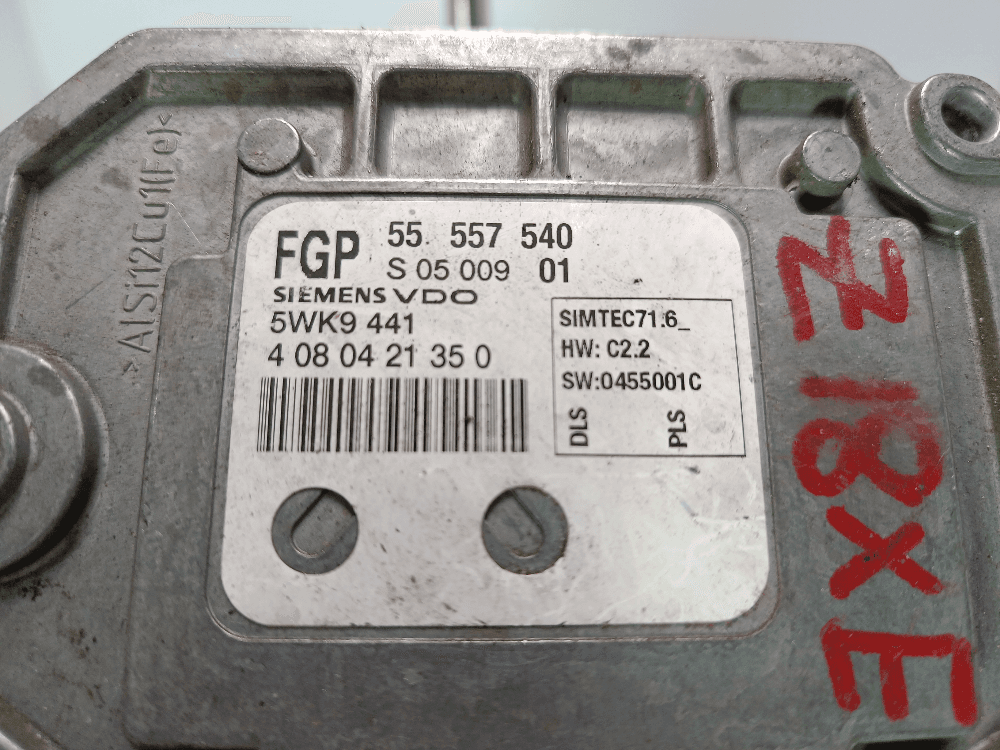 >AlSi12Cu1(Fe)<
FGP 55 557 540
S 05 009 01
SIEMENS VDO
5WK9 441
4 08 04 21 35 0
SIMTEC71.6_
HW: C2.2
SW:0455001C
DLS PLS
Z18XE